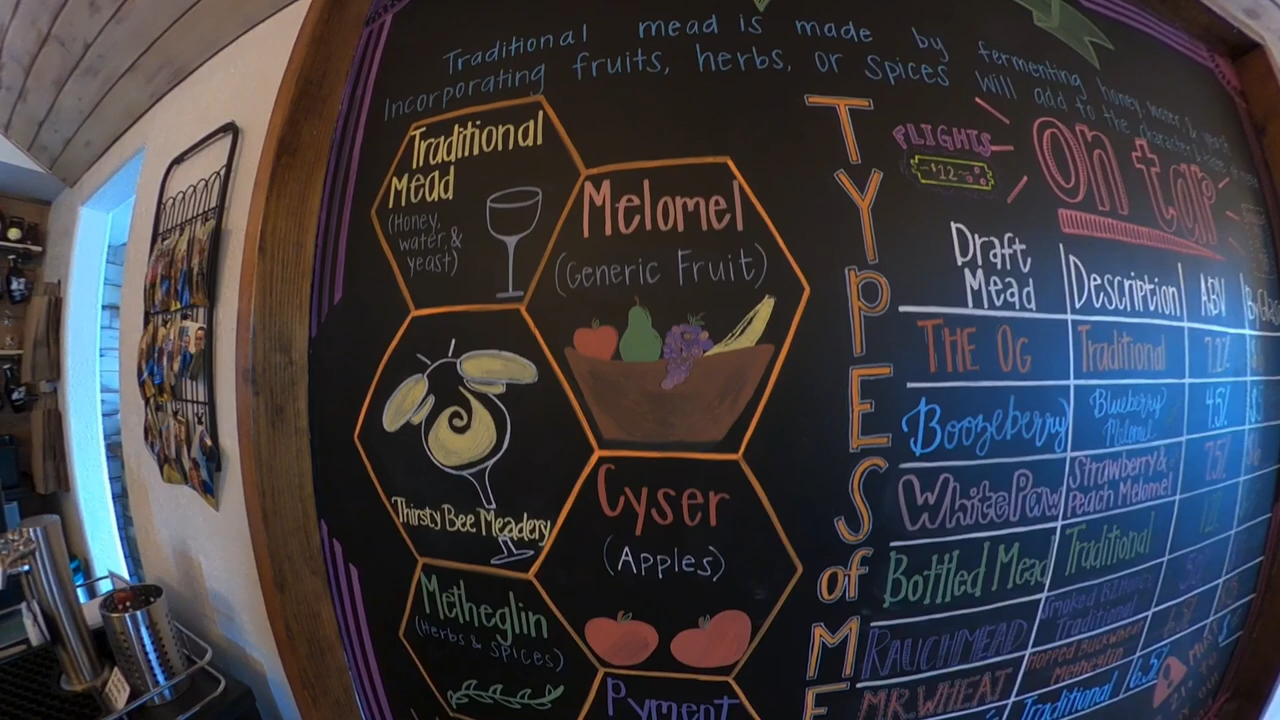 Traditional mead is made by fermenting honey, water, & yeast
Incorporating fruits, herbs, or spices will add to the character &
Traditional
Mead
(Honey,
water, &
yeast)
Melomel
(Generic Fruit)
Thirsty Bee Meadery
Cyser
(Apples)
Metheglin
(Herbs & Spices)
Pyment
TYPES
of
ME
FLIGHTS
$12
On tap
Draft
Mead
Description
ABV
THE OG
Traditional
7.2%
Boozeberry
Blueberry
Melomel
4.5%
White Paw
Strawberry &
Peach Melomel
7.5%
Bottled Mead
Traditional
RAUCHMEAD
Smoked
Traditional
MR. WHEAT
Hopped Buckwheat
Metheglin
Traditional
6.5%